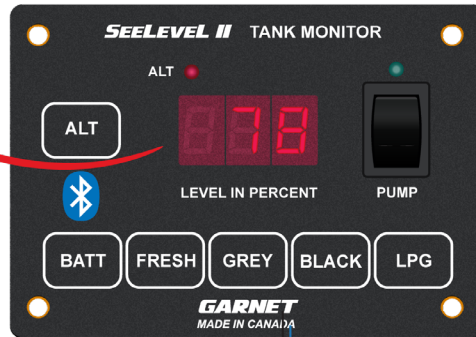 SEELEVEL II TANK MONITOR
ALT
ALT
78
LEVEL IN PERCENT
PUMP
BATT
FRESH
GREY
BLACK
LPG
GARNET
MADE IN CANADA